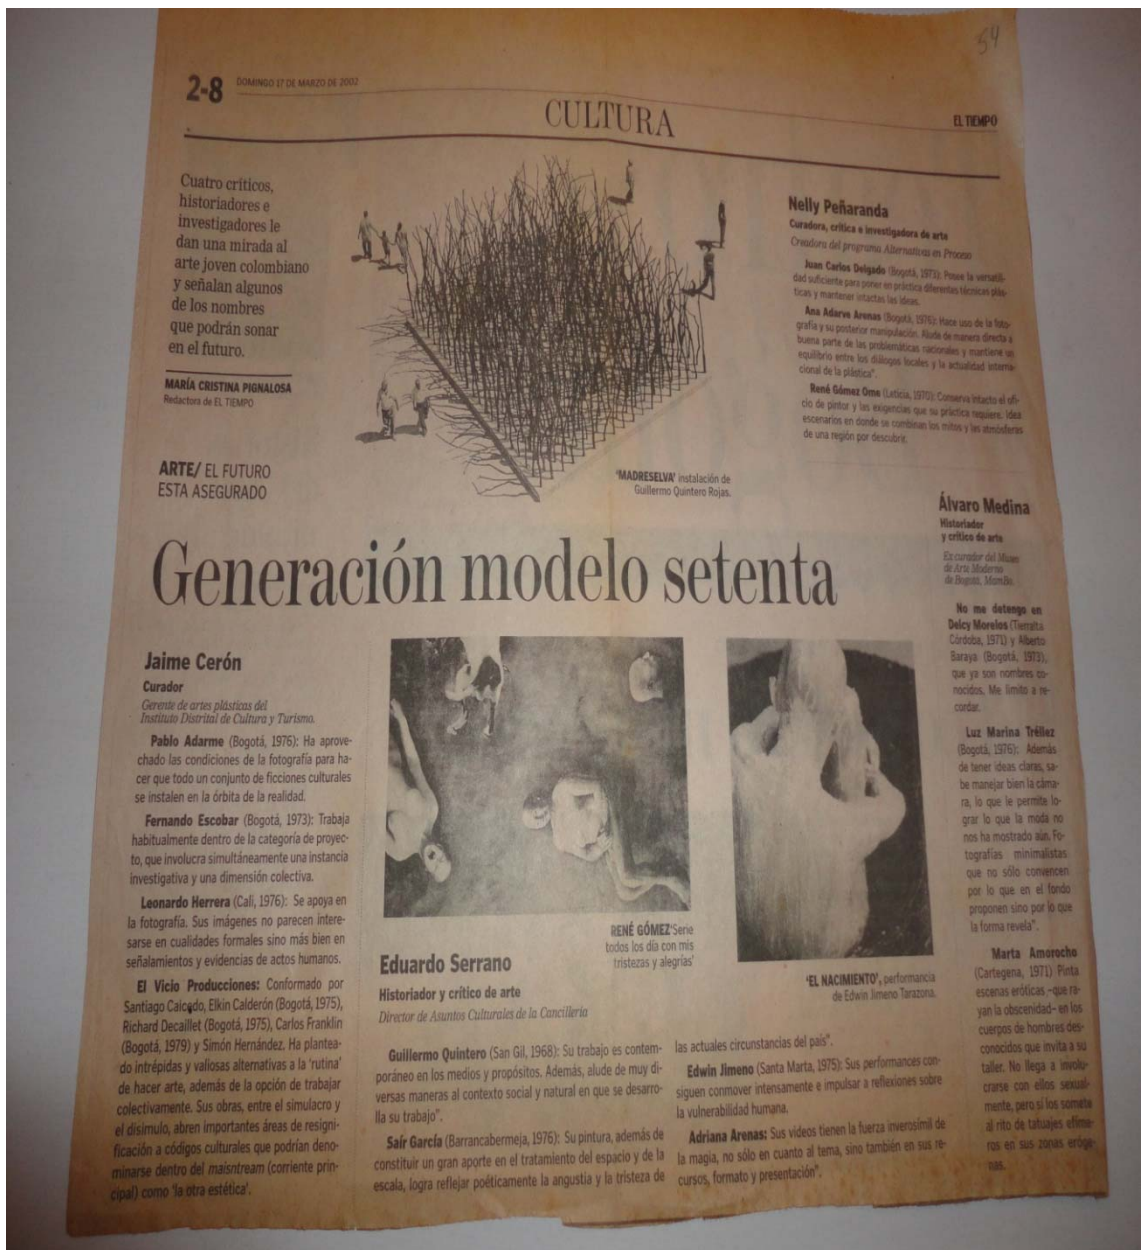 54
2-8
DOMINGO 17 DE MARZO DE 2002
CULTURA
EL TIEMPO
Cuatro críticos,
historiadores e
investigadores le
dan una mirada al
arte joven colombiano
y señalan algunos
de los nombres
que podrán sonar
en el futuro.
MARÍA CRISTINA PIGNALOSA
Redactora de EL TIEMPO
ARTE/ EL FUTURO
ESTA ASEGURADO
'MADRESELVA' instalación de
Guillermo Quintero Rojas.
Nelly Peñaranda
Curadora, crítica e investigadora de arte
Creadora del programa Alternativas en Proceso
Juan Carlos Delgado (Bogotá, 1973): Posee la versatili-
dad suficiente para poner en práctica diferentes técnicas plás-
ticas y mantener intactas las ideas.
Ana Adarve Arenas (Bogotá, 1976): Hace uso de la foto-
grafía y su posterior manipulación. Alude de manera directa a
buena parte de las problemáticas nacionales y mantiene un
equilibrio entre los diálogos locales y la actualidad interna-
cional de la plástica".
René Gómez Ome (Leticia, 1970): Conserva intacto el ofi-
cio de pintor y las exigencias que su práctica requiere. Idea
escenarios en donde se combinan los mitos y las atmósferas
de una región por descubrir.
Generación modelo setenta
Jaime Cerón
Curador
Gerente de artes plásticas del
Instituto Distrital de Cultura y Turismo.
Pablo Adarme (Bogotá, 1976): Ha aprove-
chado las condiciones de la fotografía para ha-
cer que todo un conjunto de ficciones culturales
se instalen en la órbita de la realidad.
Fernando Escobar (Bogotá, 1973): Trabaja
habitualmente dentro de la categoría de proyec-
to, que involucra simultáneamente una instancia
investigativa y una dimensión colectiva.
Leonardo Herrera (Cali, 1976): Se apoya en
la fotografía. Sus imágenes no parecen intere-
sarse en cualidades formales sino más bien en
señalamientos y evidencias de actos humanos.
El Vicio Producciones: Conformado por
Santiago Caicedo, Elkin Calderón (Bogotá, 1975),
Richard Decaillet (Bogotá, 1975), Carlos Franklin
(Bogotá, 1979) y Simón Hernández. Ha plantea-
do intrépidas y valiosas alternativas a la 'rutina'
de hacer arte, además de la opción de trabajar
colectivamente. Sus obras, entre el simulacro y
el disimulo, abren importantes áreas de resigni-
ficación a códigos culturales que podrían deno-
minarse dentro del maisntream (corriente prin-
cipal) como 'la otra estética'.
RENÉ GÓMEZ 'Serie
todos los día con mis
tristezas y alegrías'
'EL NACIMIENTO', performancia
de Edwin Jimeno Tarazona.
Eduardo Serrano
Historiador y crítico de arte
Director de Asuntos Culturales de la Cancillería
Guillermo Quintero (San Gil, 1968): Su trabajo es contem-
poráneo en los medios y propósitos. Además, alude de muy di-
versas maneras al contexto social y natural en que se desarro-
lla su trabajo".
Saír García (Barrancabermeja, 1976): Su pintura, además de
constituir un gran aporte en el tratamiento del espacio y de la
escala, logra reflejar poéticamente la angustia y la tristeza de
las actuales circunstancias del país".
Edwin Jimeno (Santa Marta, 1975): Sus performances con-
siguen conmover intensamente e impulsar a reflexiones sobre
la vulnerabilidad humana.
Adriana Arenas: Sus videos tienen la fuerza inverosímil de
la magia, no sólo en cuanto al tema, sino también en sus re-
cursos, formato y presentación".
Álvaro Medina
Historiador
y crítico de arte
Ex curador del Museo
de Arte Moderno
de Bogotá, MamBo.
No me detengo en
Delcy Morelos (Tierralta
Córdoba, 1971) y Alberto
Baraya (Bogotá, 1973),
que ya son nombres co-
nocidos. Me limito a re-
cordar.
Luz Marina Tréllez
(Bogotá, 1976): Además
de tener ideas claras, sa-
be manejar bien la cáma-
ra, lo que le permite lo-
grar lo que la moda no
nos ha mostrado aún. Fo-
tografías minimalistas
que no sólo convencen
por lo que en el fondo
proponen sino por lo que
la forma revela".
Marta Amorocho
(Cartegena, 1971) Pinta
escenas eróticas –que ra-
yan la obscenidad– en los
cuerpos de hombres des-
conocidos que invita a su
taller. No llega a involu-
crarse con ellos sexual-
mente, pero sí los somete
al rito de tatuajes efíme-
ros en sus zonas eróge-
nas.